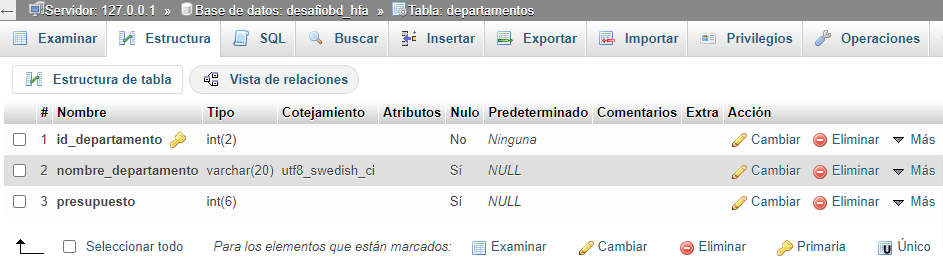 Servidor: 127.0.0.1 » Base de datos: desafiobd_hfa » Tabla: departamentos
Examinar Estructura SQL Buscar Insertar Exportar Importar Privilegios Operaciones
Estructura de tabla Vista de relaciones
# Nombre Tipo Cotejamiento Atributos Nulo Predeterminado Comentarios Extra Acción
1 id_departamento int(2) No Ninguna Cambiar Eliminar Más
2 nombre_departamento varchar(20) utf8_swedish_ci Sí NULL Cambiar Eliminar Más
3 presupuesto int(6) Sí NULL Cambiar Eliminar Más
Seleccionar todo Para los elementos que están marcados: Examinar Cambiar Eliminar Primaria Único